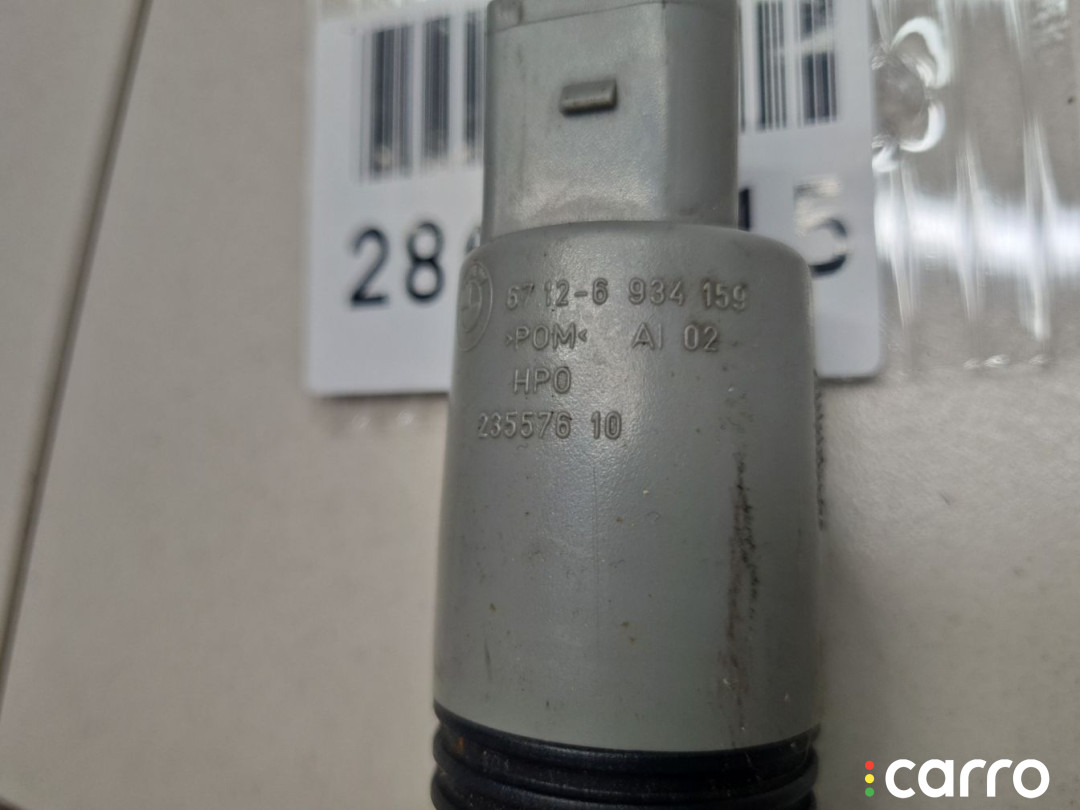 67.12-6 934 159
>POM< AI 02
HPO
235576 10
carro